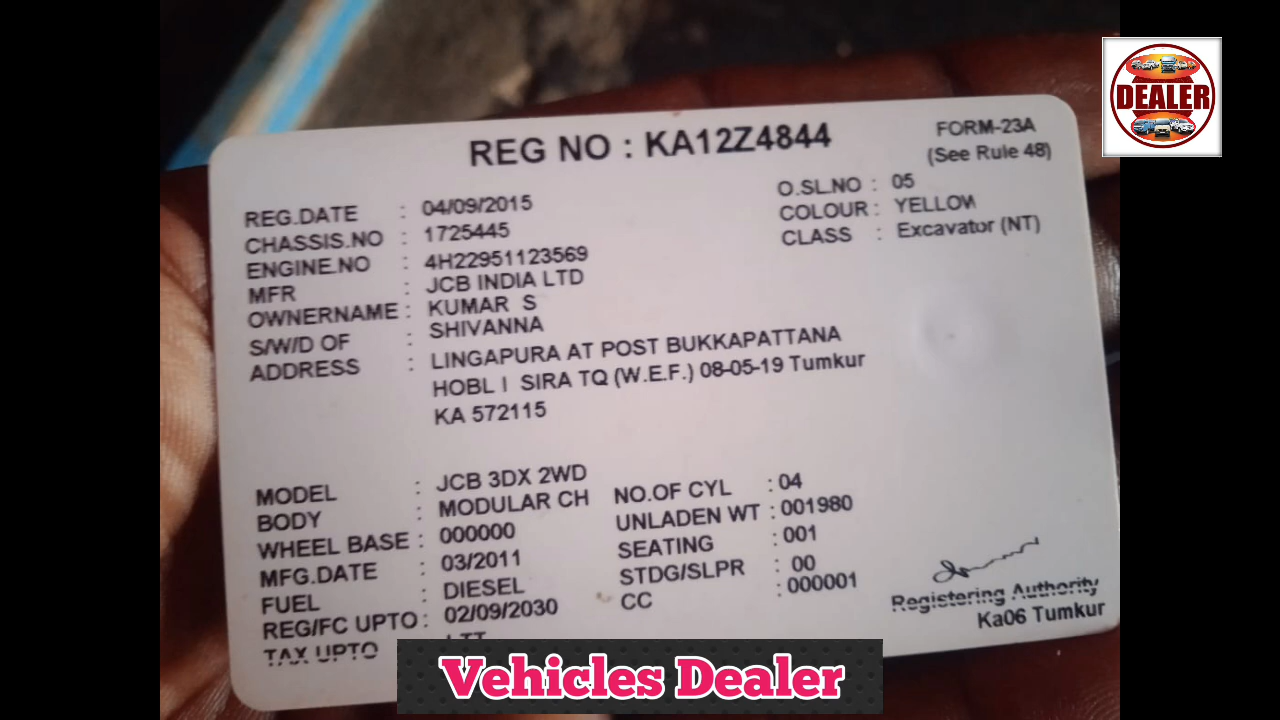 DEALER
REG NO : KA12Z4844
FORM-23A
(See Rule 48)
REG.DATE : 04/09/2015
O.SL.NO : 05
CHASSIS.NO : 1725445
COLOUR : YELLOW
ENGINE.NO : 4H22951123569
CLASS : Excavator (NT)
MFR : JCB INDIA LTD
OWNERNAME : KUMAR S
S/W/D OF : SHIVANNA
ADDRESS : LINGAPURA AT POST BUKKAPATTANA
HOBL I SIRA TQ (W.E.F.) 08-05-19 Tumkur
KA 572115
MODEL : JCB 3DX 2WD
BODY : MODULAR CH
WHEEL BASE : 000000
MFG.DATE : 03/2011
FUEL : DIESEL
REG/FC UPTO : 02/09/2030
TAX UPTO LTT
NO.OF CYL : 04
UNLADEN WT : 001980
SEATING : 001
STDG/SLPR : 00
CC : 000001
Registering Authority
Ka06 Tumkur
Vehicles Dealer